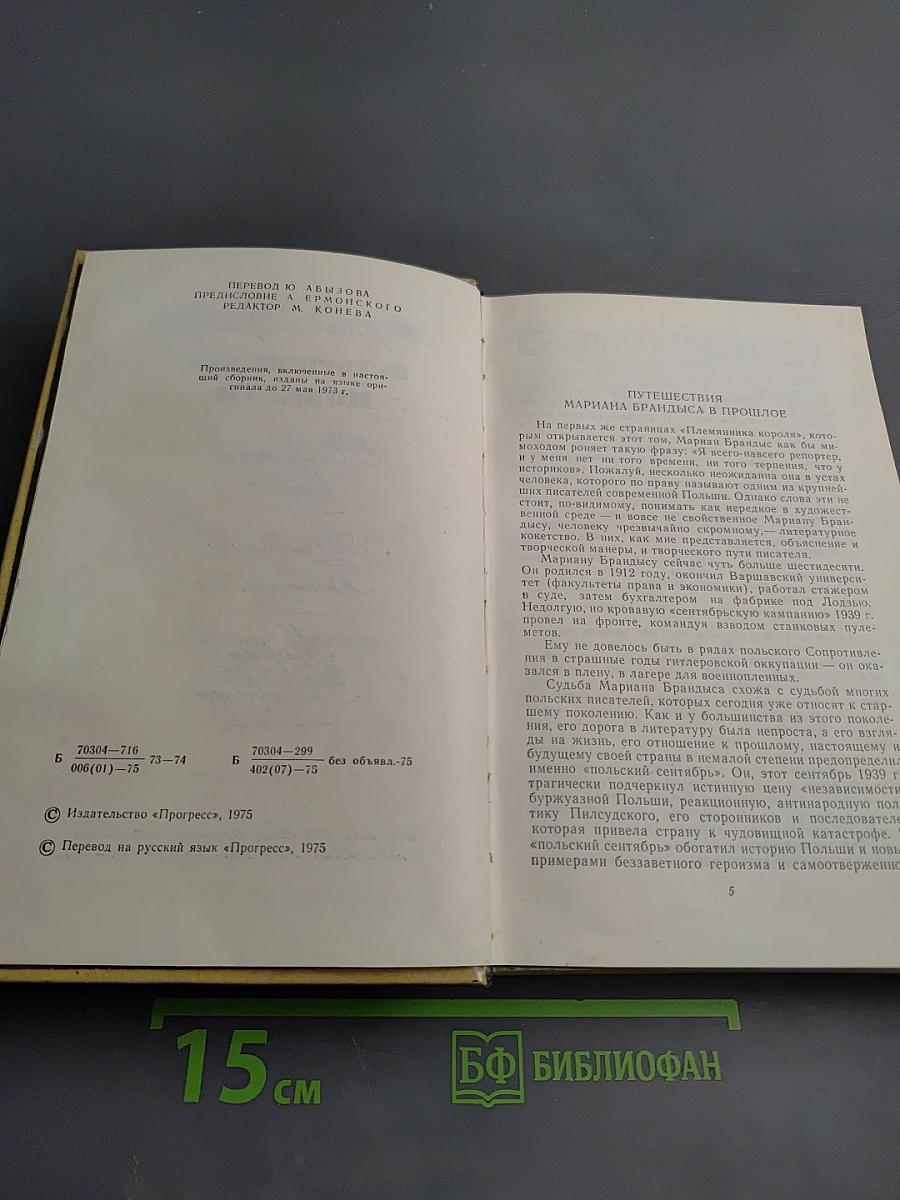 ПЕРЕВОД Ю. АБЫЗОВА
ПРЕДИСЛОВИЕ А. ЕРМОНСКОГО
РЕДАКТОР М. КОНЕВА
Произведения, включенные в настоя-
щий сборник, изданы на языке ори-
гинала до 27 мая 1973 г.
Б 70304—716 / 006(01)—75 73—74 Б 70304—299 / 402(07)—75 без объявл.-75
© Издательство «Прогресс», 1975
© Перевод на русский язык «Прогресс», 1975
ПУТЕШЕСТВИЯ
МАРИАНА БРАНДЫСА В ПРОШЛОЕ
На первых же страницах «Племянника короля», кото-
рым открывается этот том, Мариан Брандыс как бы ми-
моходом роняет такую фразу: «Я всего-навсего репортер,
и у меня нет ни того времени, ни того терпения, что у
историков». Пожалуй, несколько неожиданна она в устах
человека, которого по праву называют одним из крупней-
ших писателей современной Польши. Однако слова эти не
стоит, по-видимому, понимать как нередкое в художест-
венной среде — и вовсе не свойственное Мариану Бран-
дысу, человеку чрезвычайно скромному,— литературное
кокетство. В них, как мне представляется, объяснение и
творческой манеры, и творческого пути писателя.
Мариану Брандысу сейчас чуть больше шестидесяти.
Он родился в 1912 году, окончил Варшавский универси-
тет (факультеты права и экономики), работал стажером
в суде, затем бухгалтером на фабрике под Лодзью.
Недолгую, но кровавую «сентябрьскую кампанию» 1939 г.
провел на фронте, командуя взводом станковых пуле-
метов.
Ему не довелось быть в рядах польского Сопротивле-
ния в страшные годы гитлеровской оккупации — он ока-
зался в плену, в лагере для военнопленных.
Судьба Мариана Брандыса схожа с судьбой многих
польских писателей, которых сегодня уже относят к стар-
шему поколению. Как и у большинства из этого поколе-
ния, его дорога в литературу была непроста, а его взгля-
ды на жизнь, его отношение к прошлому, настоящему и
будущему своей страны в немалой степени предопределил
именно «польский сентябрь». Он, этот сентябрь 1939 г
трагически подчеркнул истинную цену «независимости
буржуазной Польши, реакционную, антинародную пол
тику Пилсудского, его сторонников и последователе
которая привела страну к чудовищной катастрофе.
«польский сентябрь» обогатил историю Польши и новы
примерами беззаветного героизма и самоотверженно
5
15 см
БФ БИБЛИОФАН